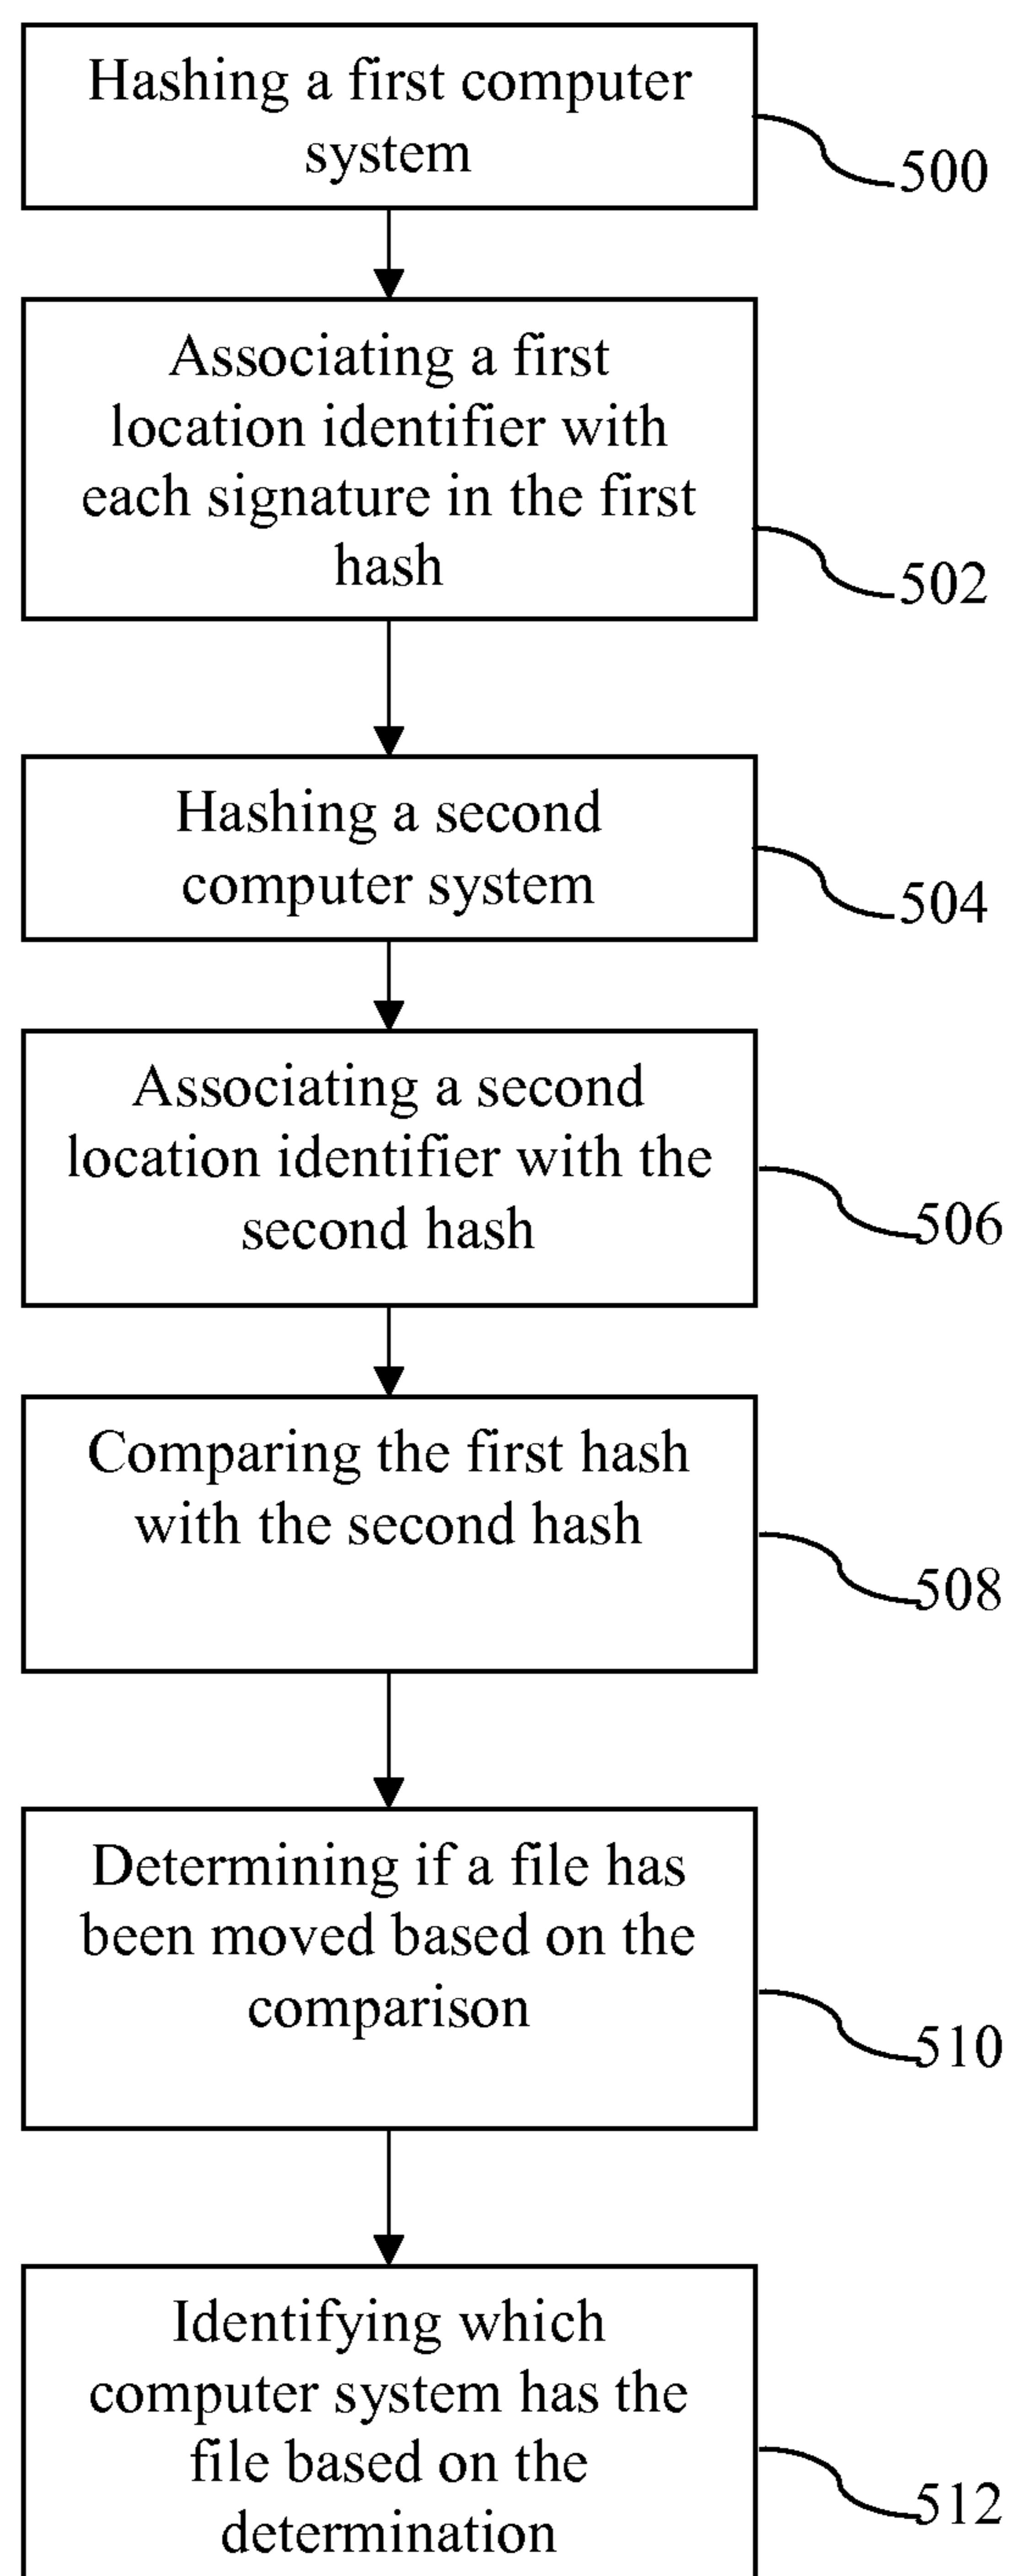 Hashing a first computer
system
500
Associating a first
location identifier with
each signature in the first
hash
502
Hashing a second
computer system
504
Associating a second
location identifier with the
second hash
506
Comparing the first hash
with the second hash
508
Determining if a file has
been moved based on the
comparison
510
Identifying which
computer system has the
file based on the
determination
512